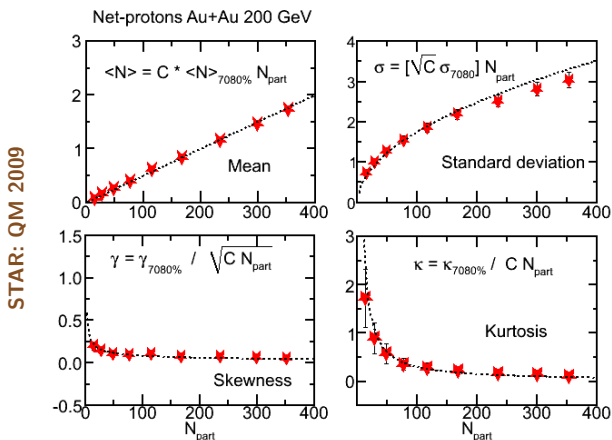 Net-protons Au+Au 200 GeV
STAR: QM 2009
3
2
1
0
0 100 200 300 400
<N> = C * <N>7080% Npart
Mean
4
3
2
1
0
0 100 200 300 400
σ = [√C σ7080] Npart
Standard deviation
1.5
1.0
0.5
0.0
-0.5
0 100 200 300 400
γ = γ7080% / √C Npart
Skewness
Npart
3
2
1
0
0 100 200 300 400
κ = κ7080% / C Npart
Kurtosis
Npart